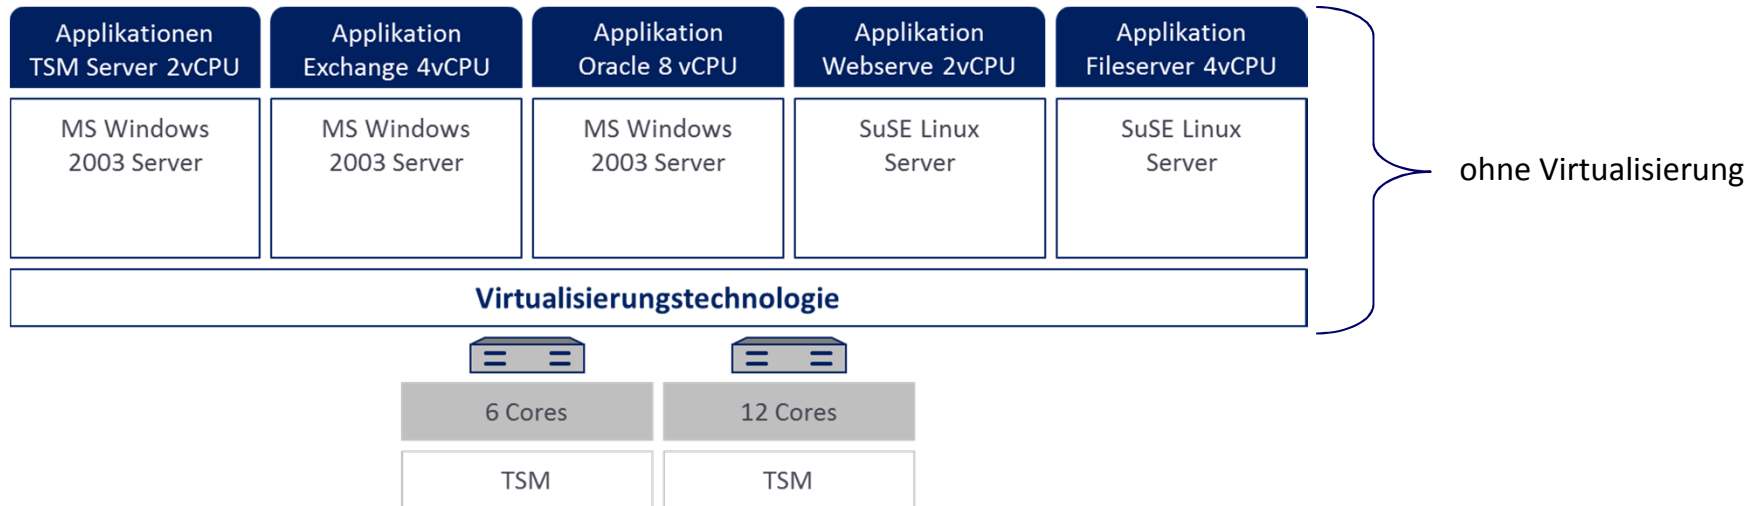 Applikationen
TSM Server 2vCPU
Applikation
Exchange 4vCPU
Applikation
Oracle 8 vCPU
Applikation
Webserve 2vCPU
Applikation
Fileserver 4vCPU
MS Windows
2003 Server
MS Windows
2003 Server
MS Windows
2003 Server
SuSE Linux
Server
SuSE Linux
Server
ohne Virtualisierung
Virtualisierungstechnologie
6 Cores
12 Cores
TSM
TSM